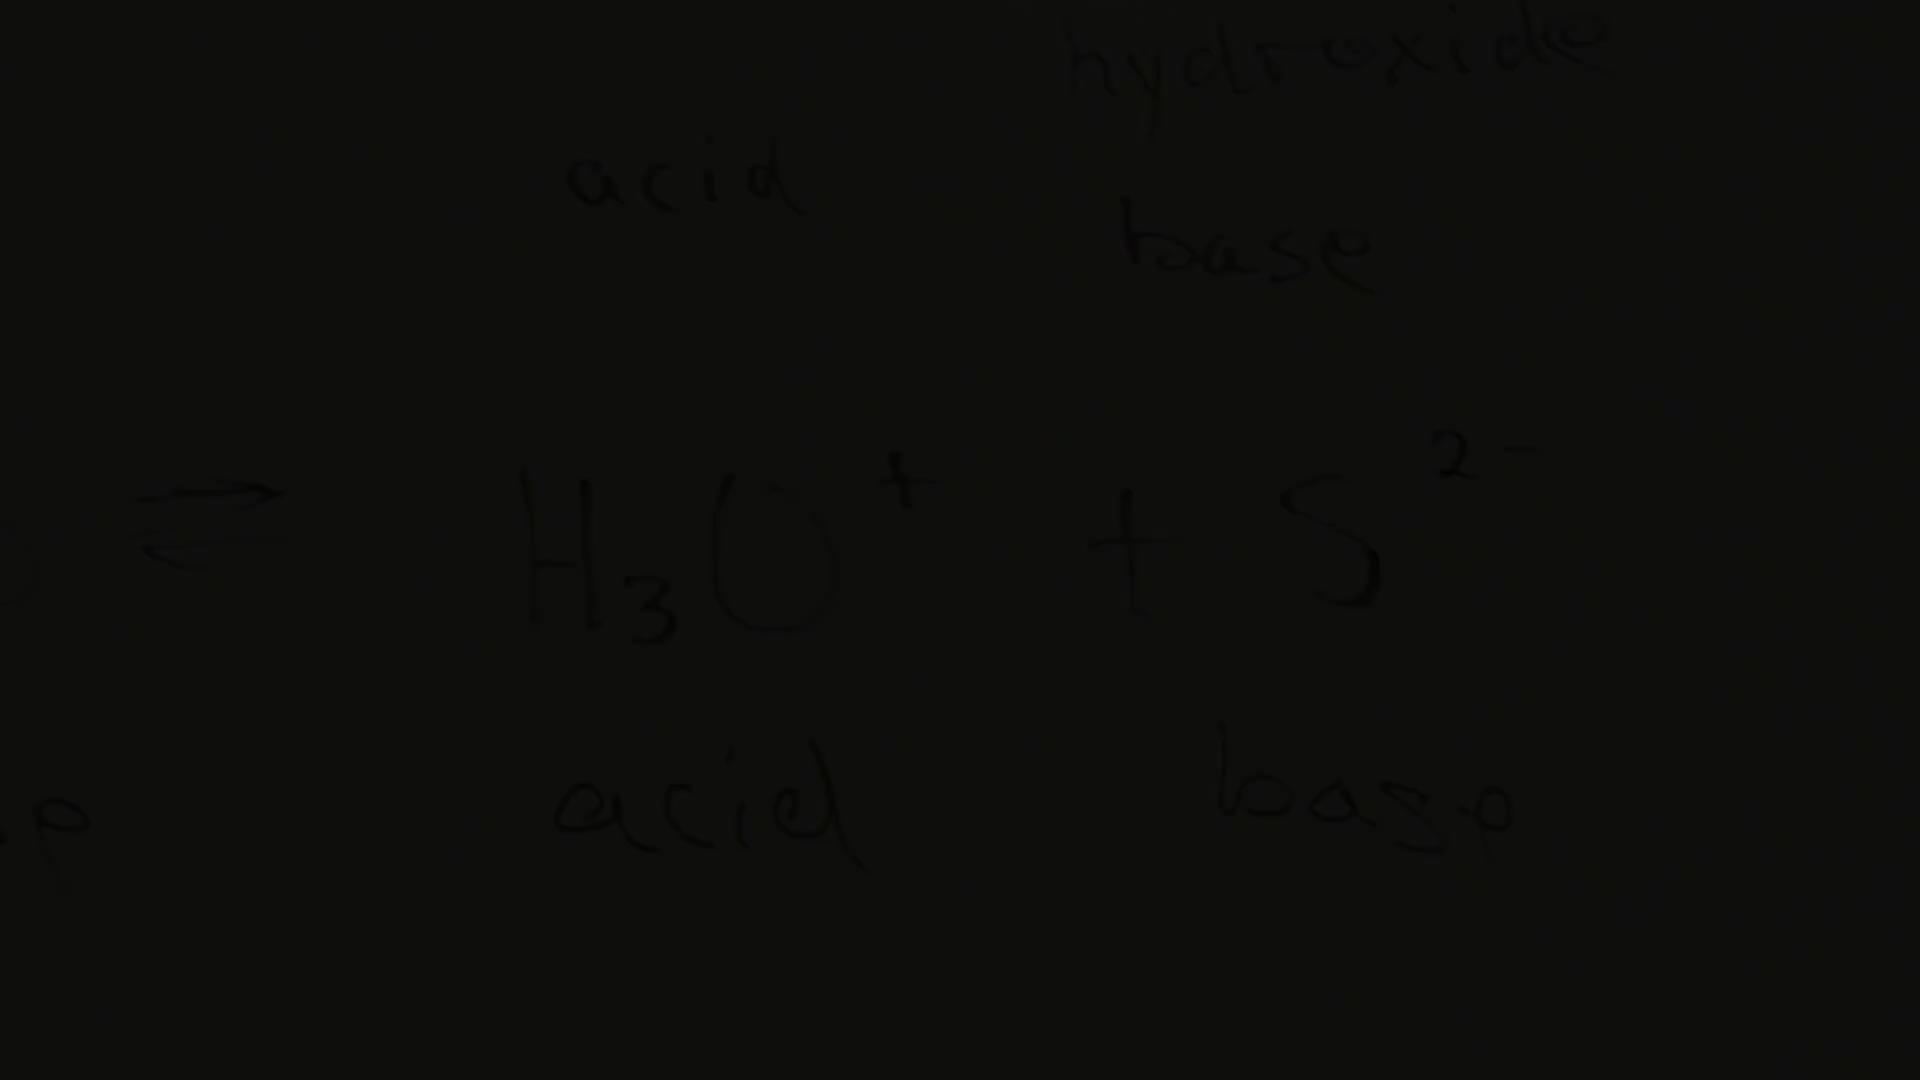 hydroxide
acid
base
⇌ H₃O⁺ + S²⁻
acid base